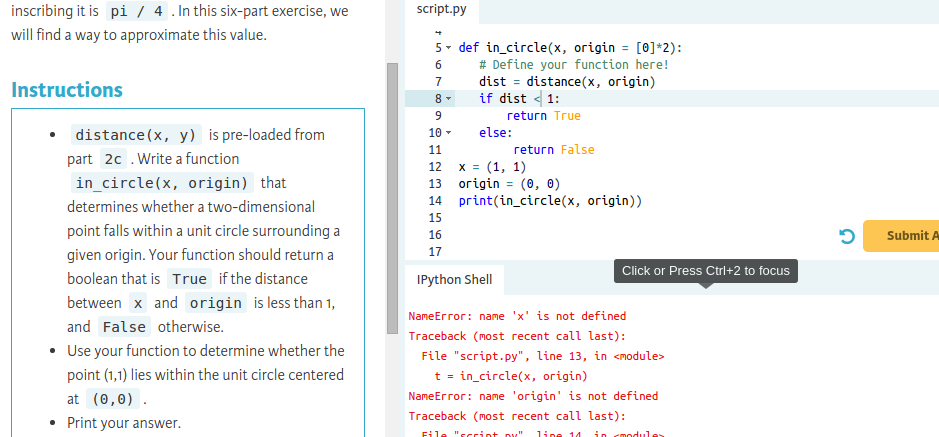 inscribing it is pi / 4 . In this six-part exercise, we
will find a way to approximate this value.
Instructions
• distance(x, y) is pre-loaded from
part 2c . Write a function
in_circle(x, origin) that
determines whether a two-dimensional
point falls within a unit circle surrounding a
given origin. Your function should return a
boolean that is True if the distance
between x and origin is less than 1,
and False otherwise.
• Use your function to determine whether the
point (1,1) lies within the unit circle centered
at (0,0) .
• Print your answer.
script.py
4
5 def in_circle(x, origin = [0]*2):
6 # Define your function here!
7 dist = distance(x, origin)
8 if dist < 1:
9 return True
10 else:
11 return False
12 x = (1, 1)
13 origin = (0, 0)
14 print(in_circle(x, origin))
15
16
17
Submit A
Click or Press Ctrl+2 to focus
IPython Shell
NameError: name 'x' is not defined
Traceback (most recent call last):
File "script.py", line 13, in <module>
t = in_circle(x, origin)
NameError: name 'origin' is not defined
Traceback (most recent call last):
File "script.py", line 14, in <module>